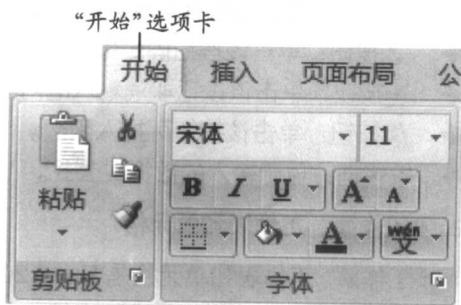 “开始”选项卡
开始 插入 页面布局 公
宋体 11
粘贴
B I U A A
A wén 文
剪贴板 字体